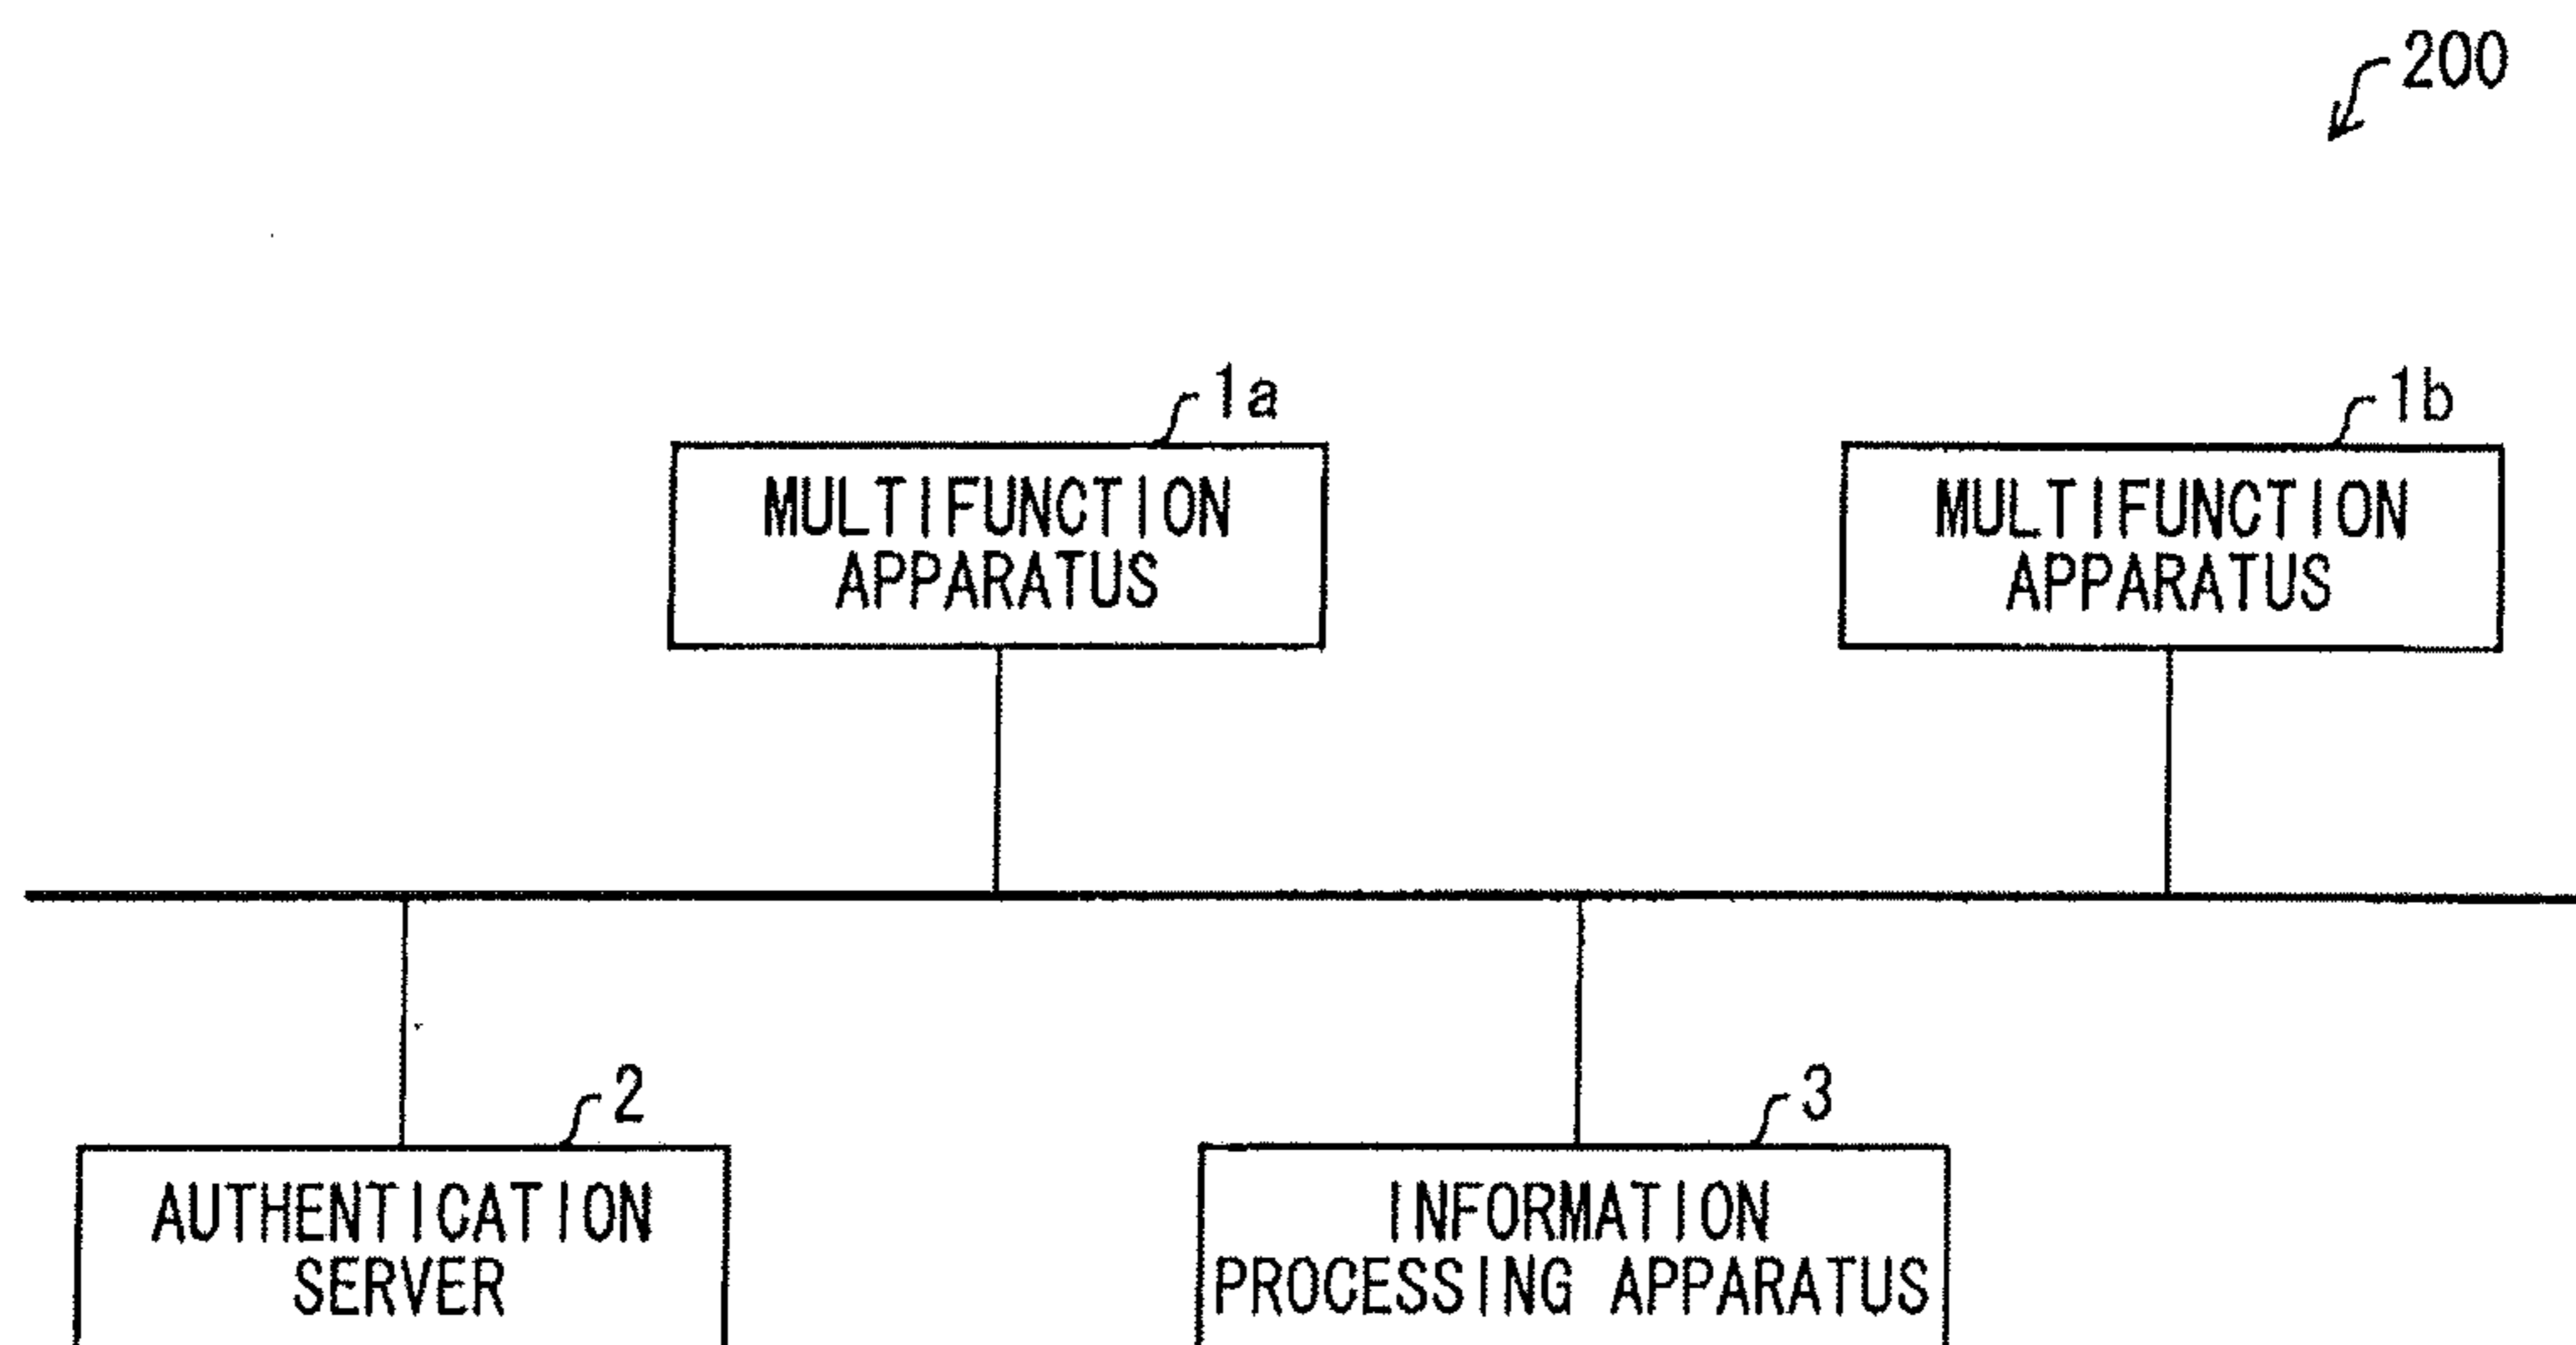 200
1a
1b
MULTIFUNCTION
APPARATUS
MULTIFUNCTION
APPARATUS
2
3
AUTHENTICATION
SERVER
INFORMATION
PROCESSING APPARATUS